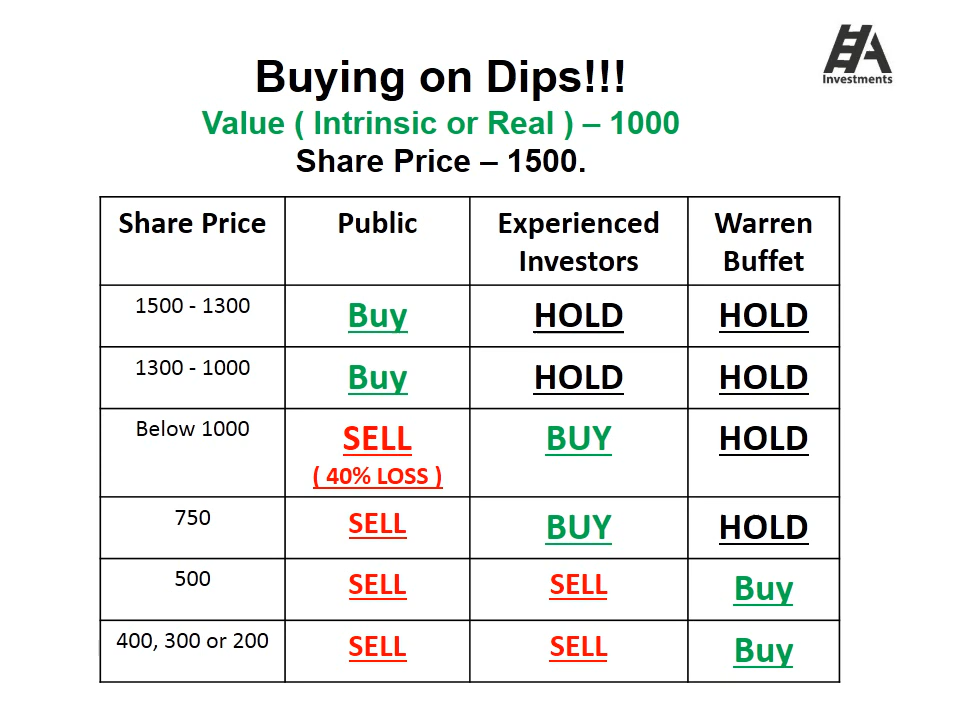 HA
Investments
Buying on Dips!!!
Value ( Intrinsic or Real ) – 1000
Share Price – 1500.
Share Price Public Experienced Investors Warren Buffet
1500 - 1300 Buy HOLD HOLD
1300 - 1000 Buy HOLD HOLD
Below 1000 SELL ( 40% LOSS ) BUY HOLD
750 SELL BUY HOLD
500 SELL SELL Buy
400, 300 or 200 SELL SELL Buy